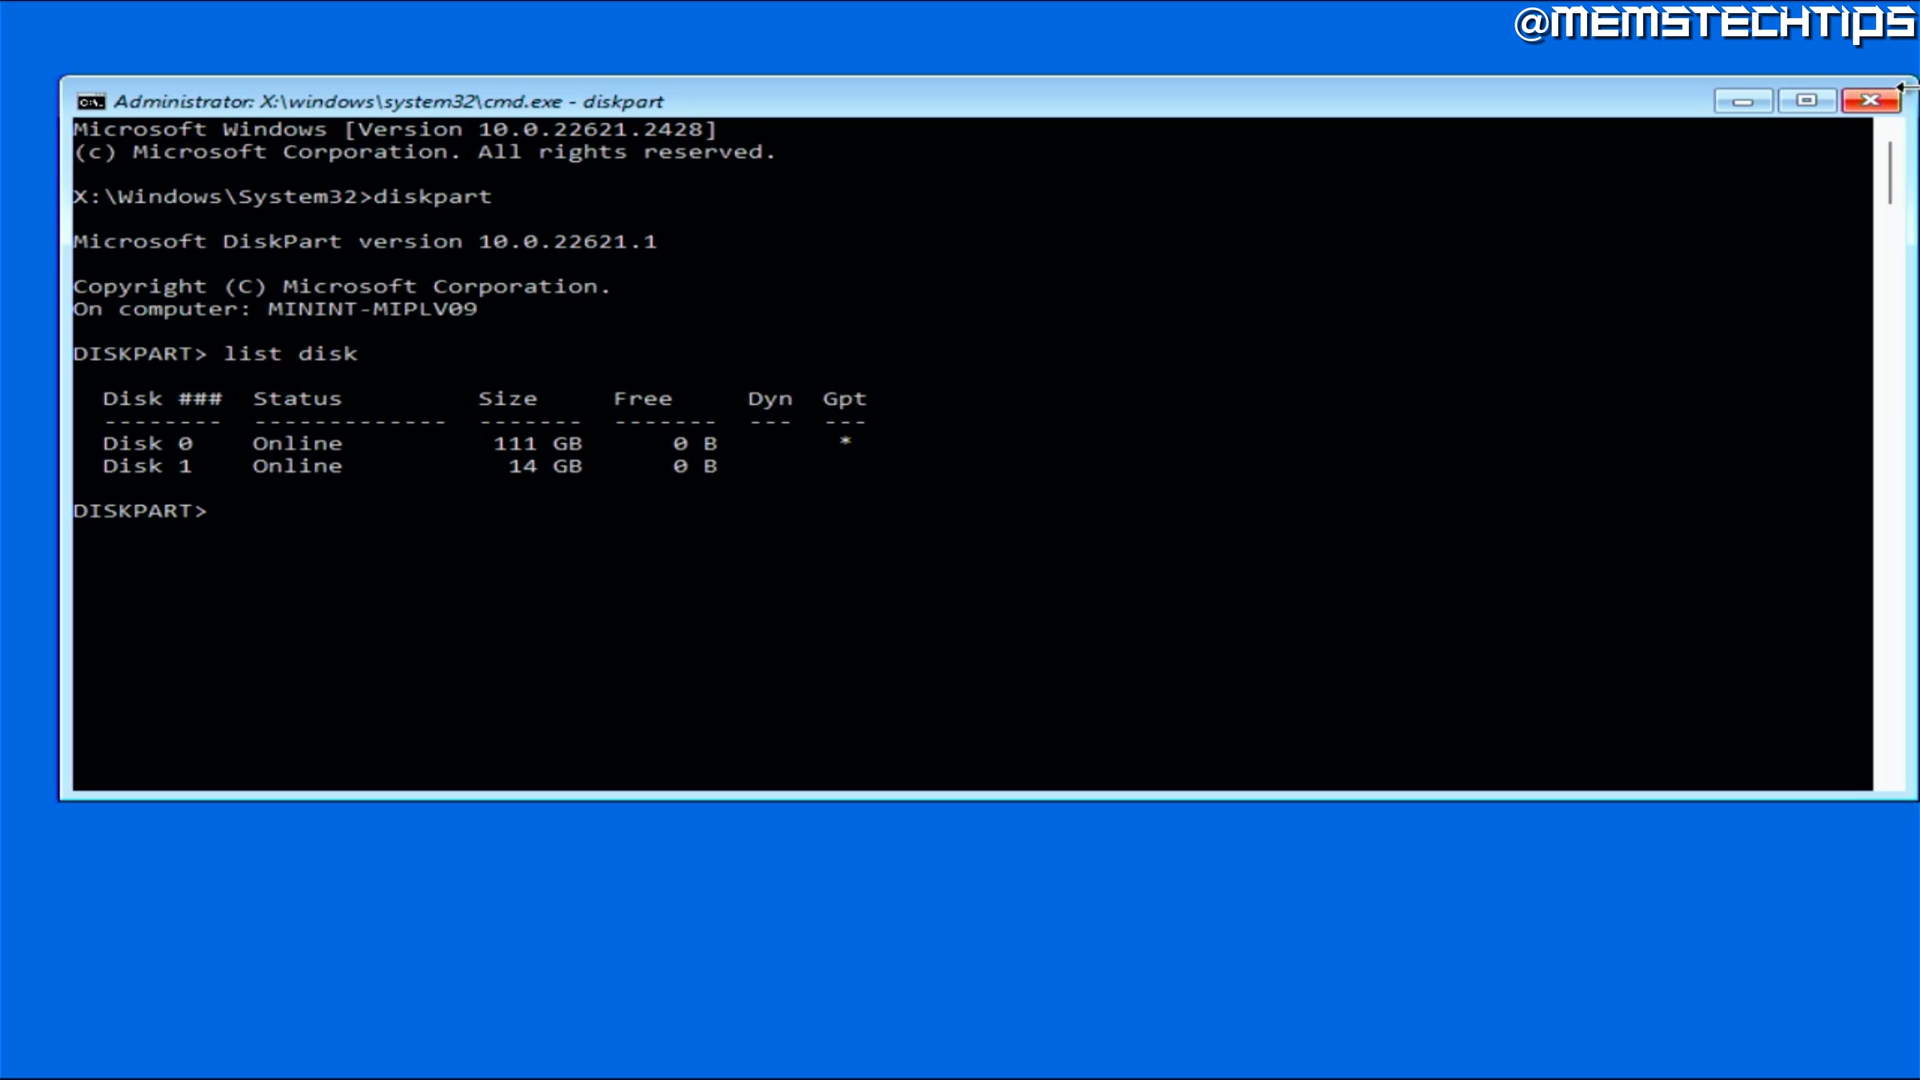 @MEMSTECHTIPS
Administrator: X:\windows\system32\cmd.exe - diskpart
Microsoft Windows [Version 10.0.22621.2428]
(c) Microsoft Corporation. All rights reserved.
X:\Windows\System32>diskpart
Microsoft DiskPart version 10.0.22621.1
Copyright (C) Microsoft Corporation.
On computer: MININT-MIPLV09
DISKPART> list disk
Disk ###  Status         Size     Free     Dyn  Gpt
--------  -------------  -------  -------  ---  ---
Disk 0    Online          111 GB      0 B        *
Disk 1    Online           14 GB      0 B
DISKPART>